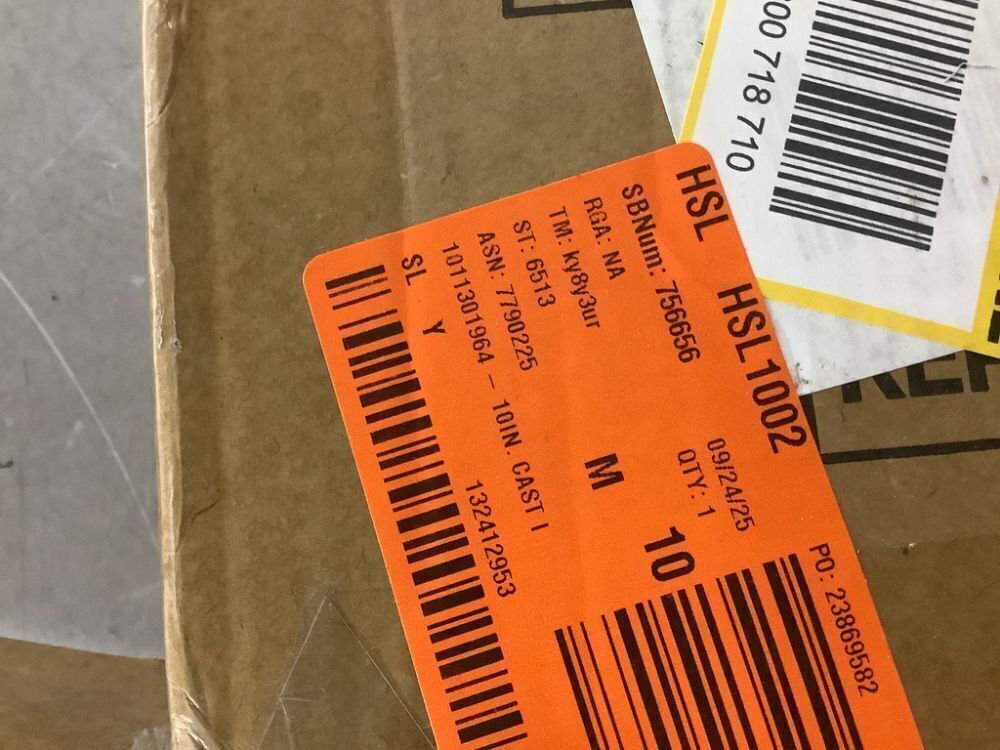 HSL HSL1002
SBNum: 756656 09/24/25
RGA: NA QTY: 1
TM: ky8y3ur M 10
ST: 6513
ASN: 7790225
1011301964 – 10IN. CAST I
SL Y 132412953
PO: 23869582
00 718 710